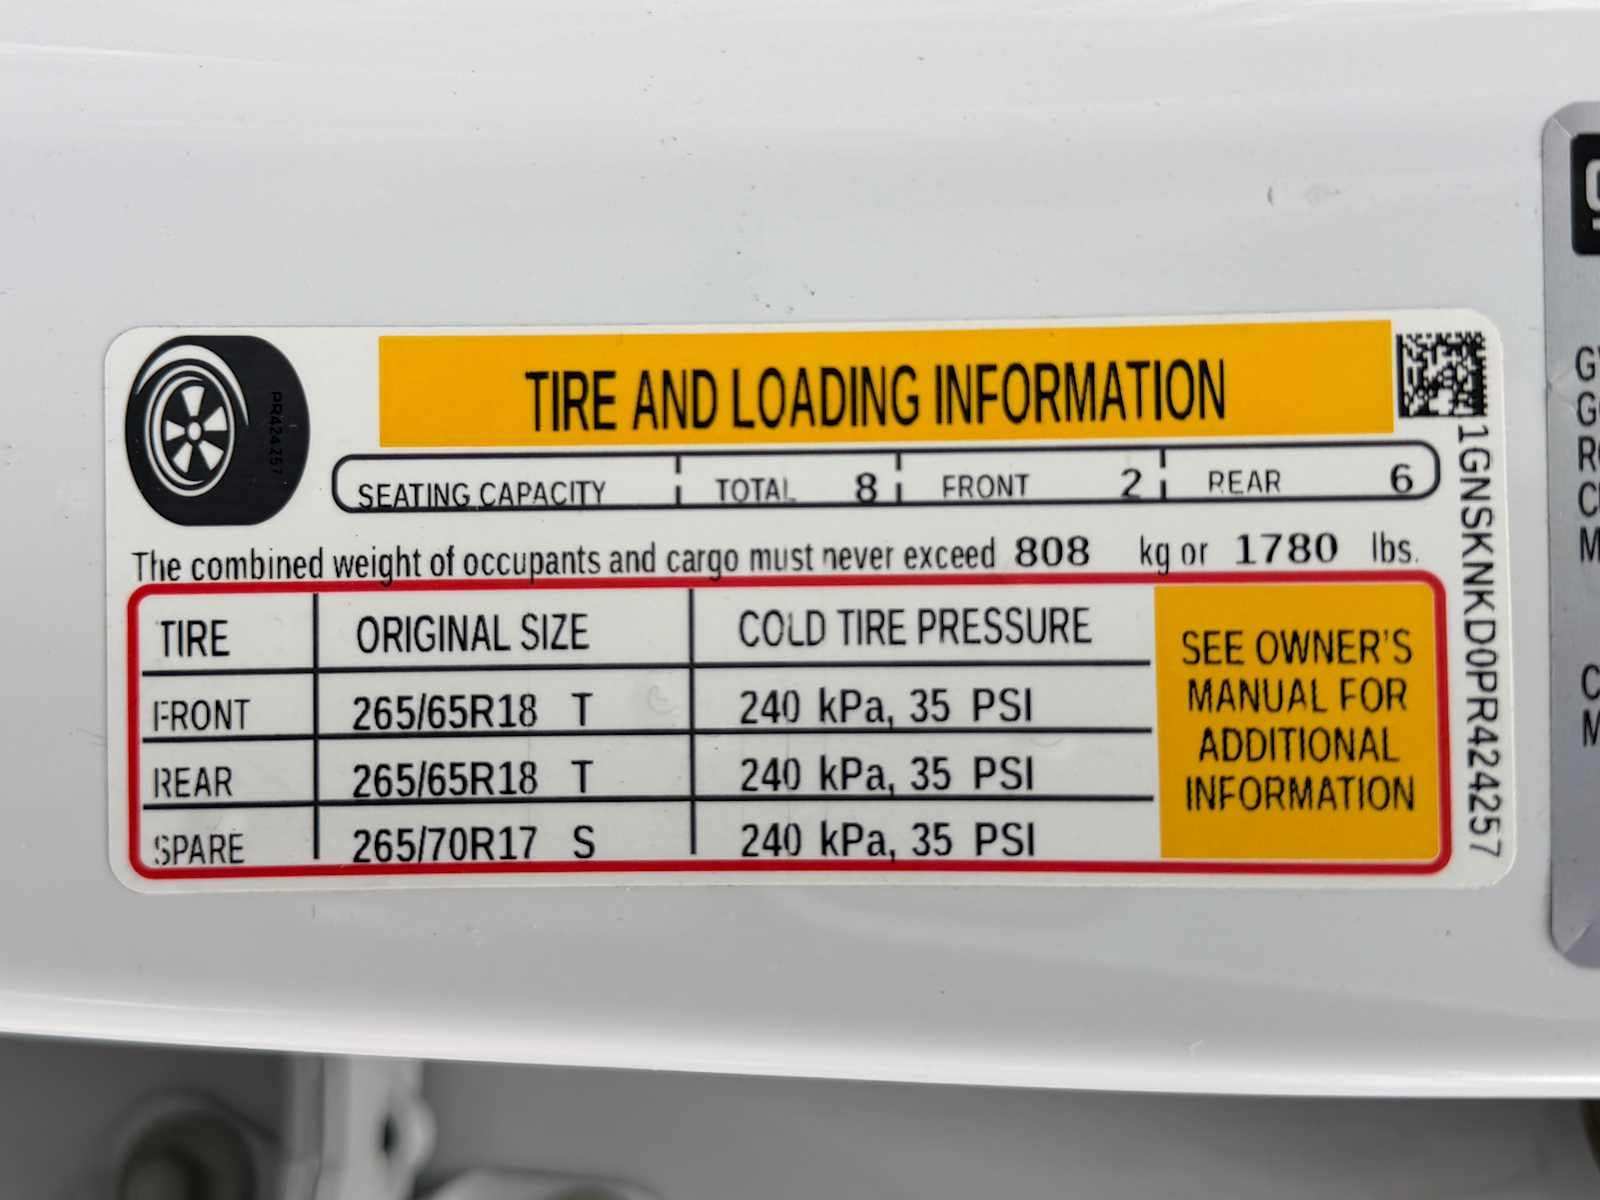 TIRE AND LOADING INFORMATION
PR424257
SEATING CAPACITY TOTAL 8 FRONT 2 REAR 6
The combined weight of occupants and cargo must never exceed 808 kg or 1780 lbs.
TIRE ORIGINAL SIZE COLD TIRE PRESSURE
FRONT 265/65R18 T 240 kPa, 35 PSI
REAR 265/65R18 T 240 kPa, 35 PSI
SPARE 265/70R17 S 240 kPa, 35 PSI
SEE OWNER'S
MANUAL FOR
ADDITIONAL
INFORMATION
1GNSKNKD0PR424257